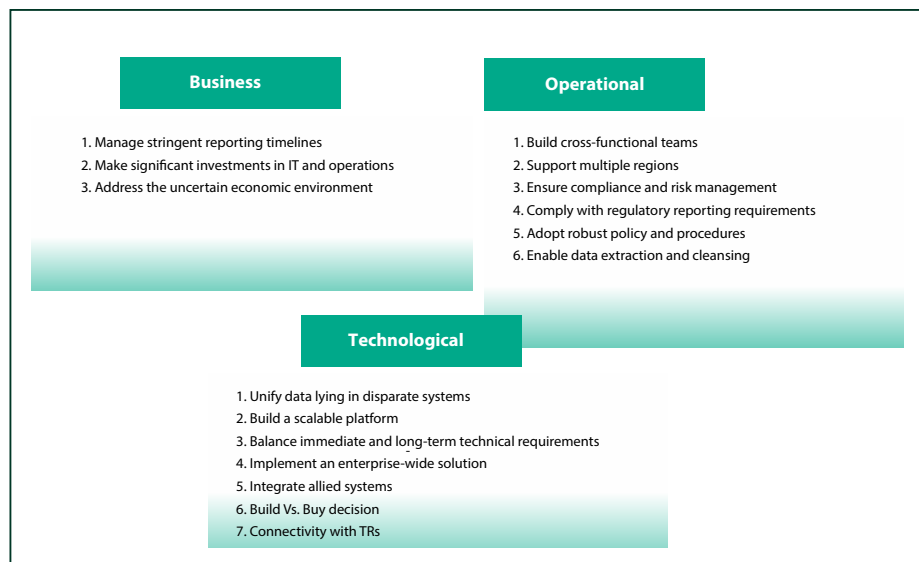 Business
1. Manage stringent reporting timelines
2. Make significant investments in IT and operations
3. Address the uncertain economic environment
Operational
1. Build cross-functional teams
2. Support multiple regions
3. Ensure compliance and risk management
4. Comply with regulatory reporting requirements
5. Adopt robust policy and procedures
6. Enable data extraction and cleansing
Technological
1. Unify data lying in disparate systems
2. Build a scalable platform
3. Balance immediate and long-term technical requirements
4. Implement an enterprise-wide solution
5. Integrate allied systems
6. Build Vs. Buy decision
7. Connectivity with TRs